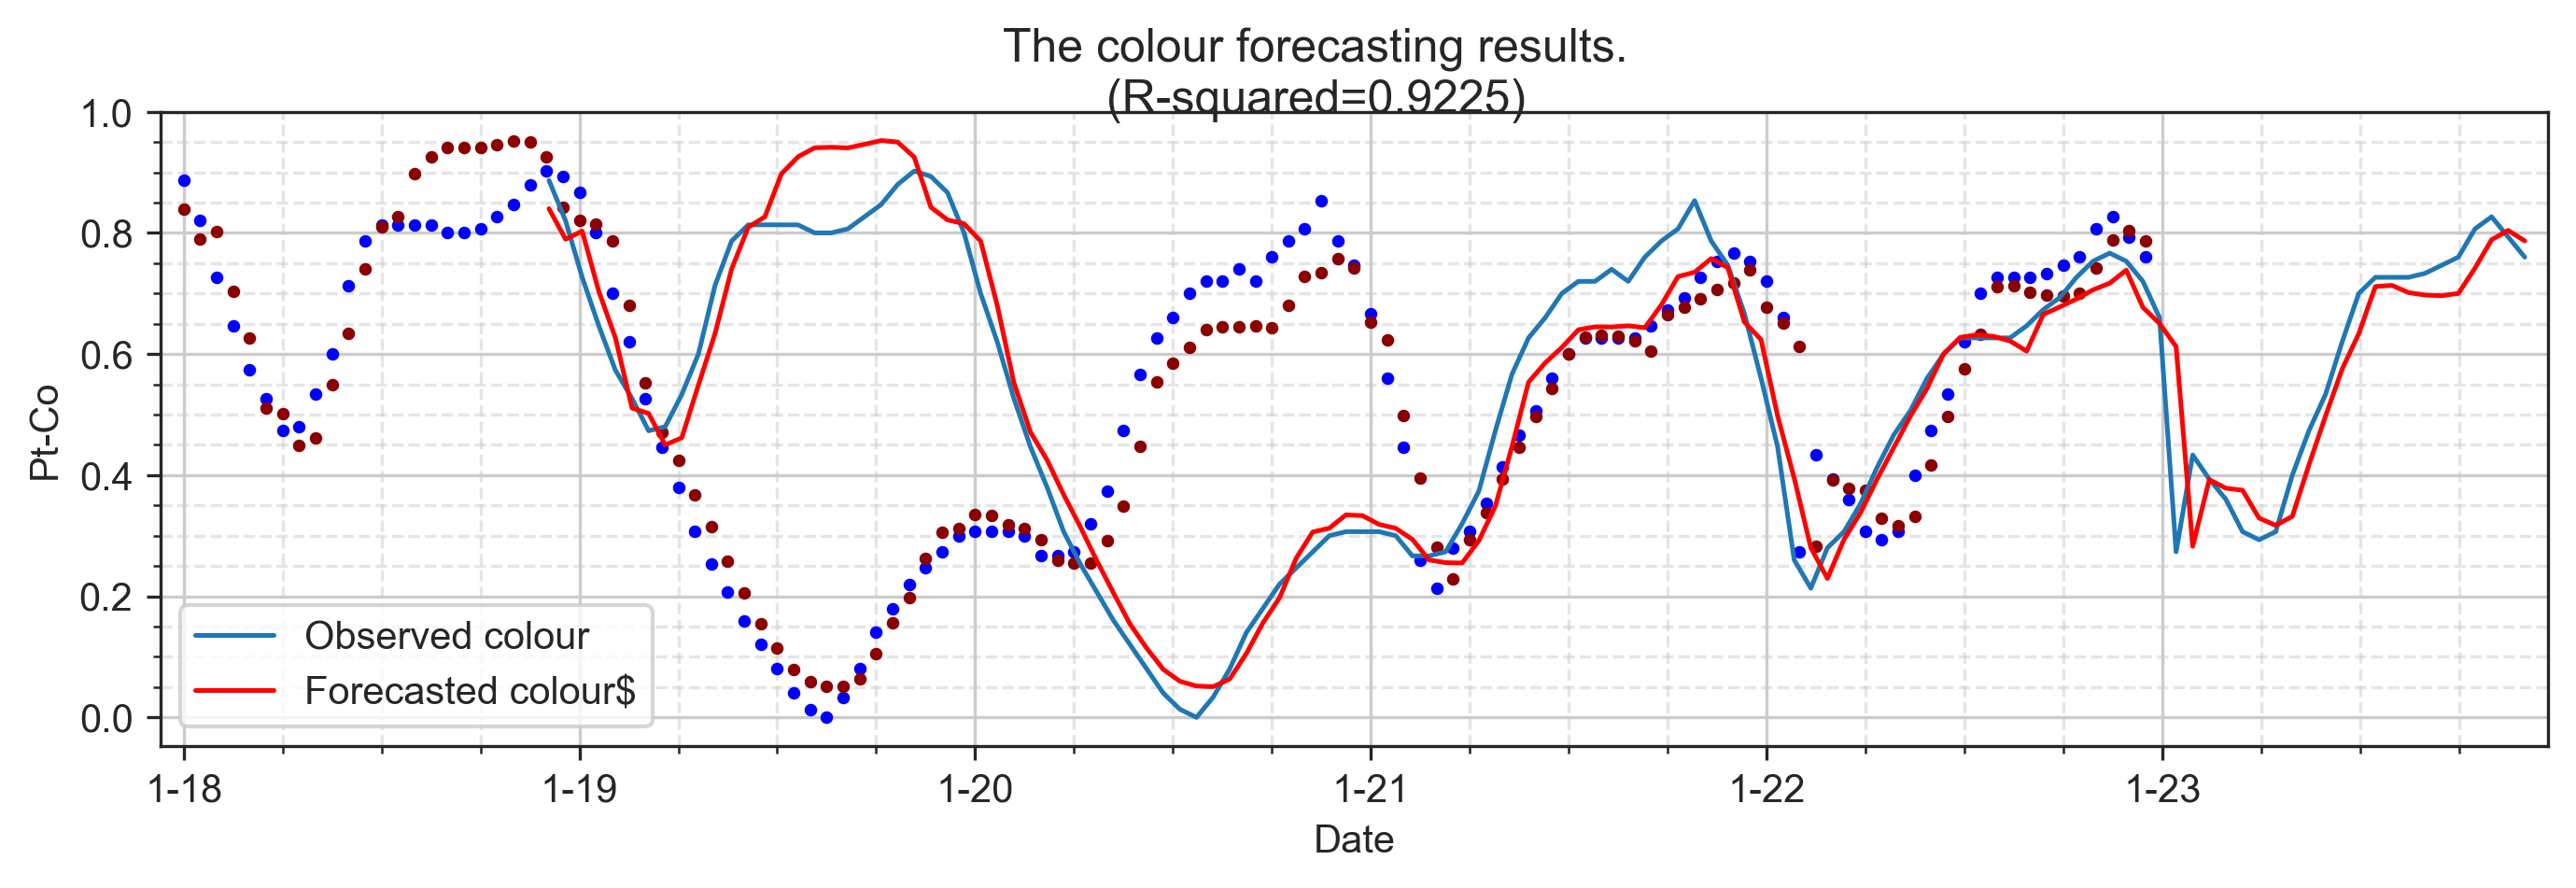 The colour forecasting results.
(R-squared=0.9225)
1.0
0.8
0.6
0.4
0.2
0.0
Pt-Co
Observed colour
Forecasted colour$
1-18
1-19
1-20
1-21
1-22
1-23
Date